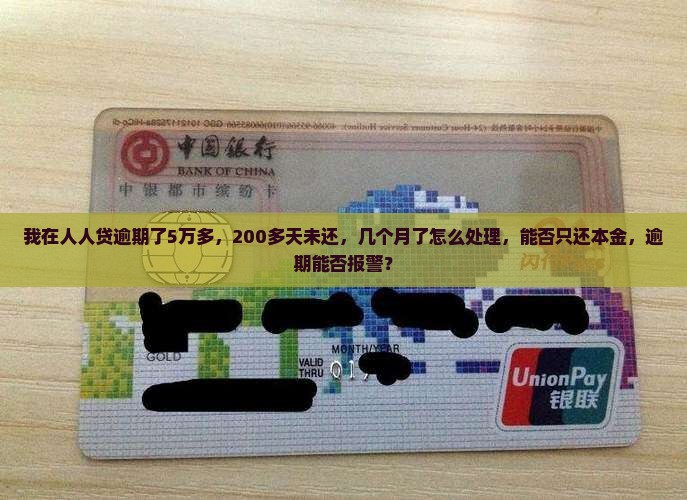 中国银行
BANK OF CHINA
中银都市缤纷卡
我在人人贷逾期了5万多，200多天未还，几个月了怎么处理，能否只还本金，逾
期能否报警？
GOLD
MONTH/YEAR
VALID
THRU
UnionPay
银联